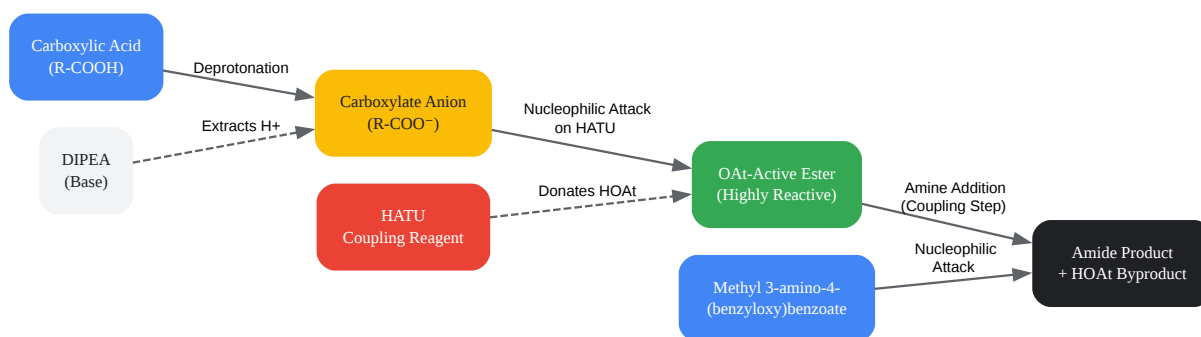 Carboxylic Acid
(R-COOH)
Deprotonation
DIPEA
(Base)
Extracts H+
Carboxylate Anion
(R-COO⁻)
Nucleophilic Attack
on HATU
HATU
Coupling Reagent
Donates HOAt
OAt-Active Ester
(Highly Reactive)
Amine Addition
(Coupling Step)
Methyl 3-amino-4-
(benzyloxy)benzoate
Nucleophilic
Attack
Amide Product
+ HOAt Byproduct